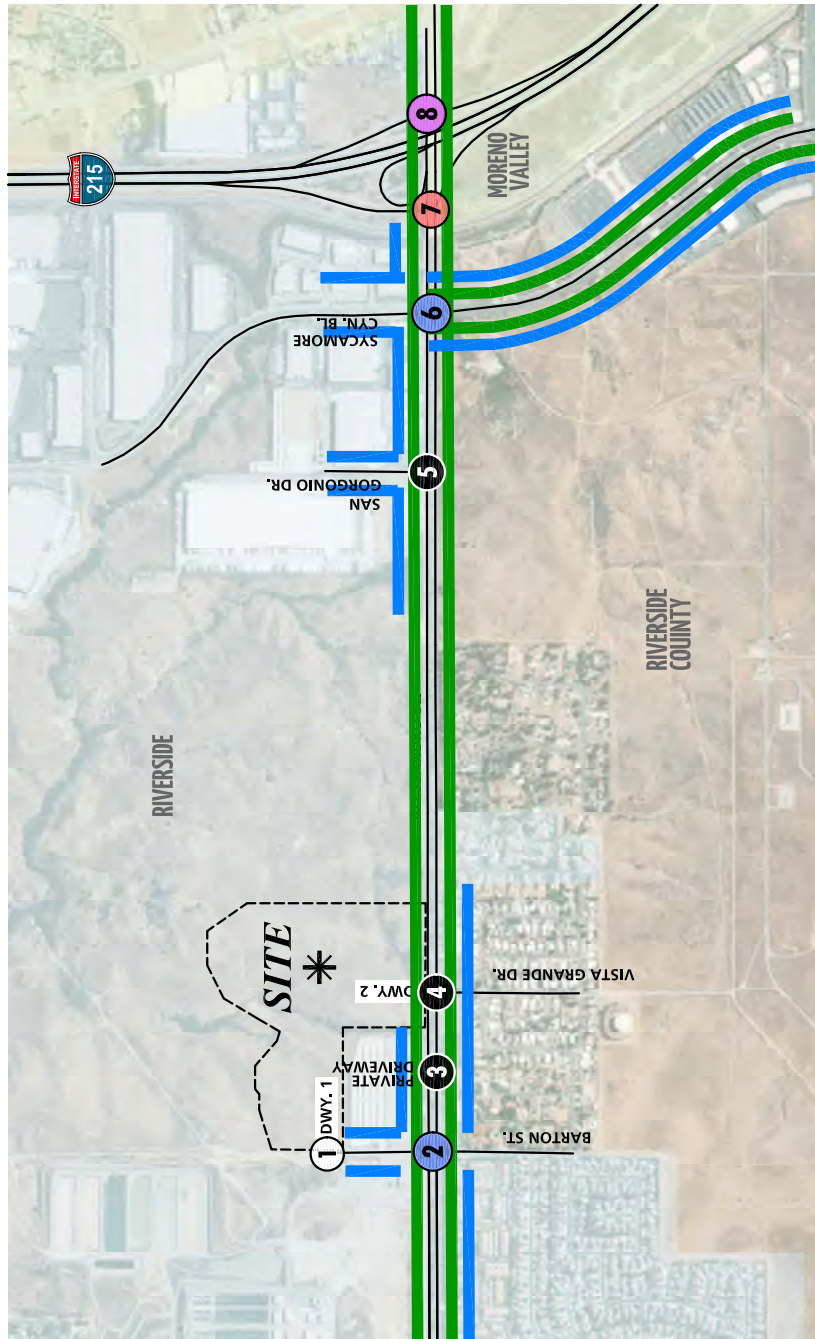 INTERSTATE
215
8
7
MORENO
VALLEY
6
SYCAMORE
CYN. BL.
5
SAN
GORGONIO DR.
RIVERSIDE
RIVERSIDE
COUINTY
SITE
DWY. 2
4
VISTA GRANDE DR.
3
PRIVATE
DRIVEWAY
1
DWY. 1
2
BARTON ST.